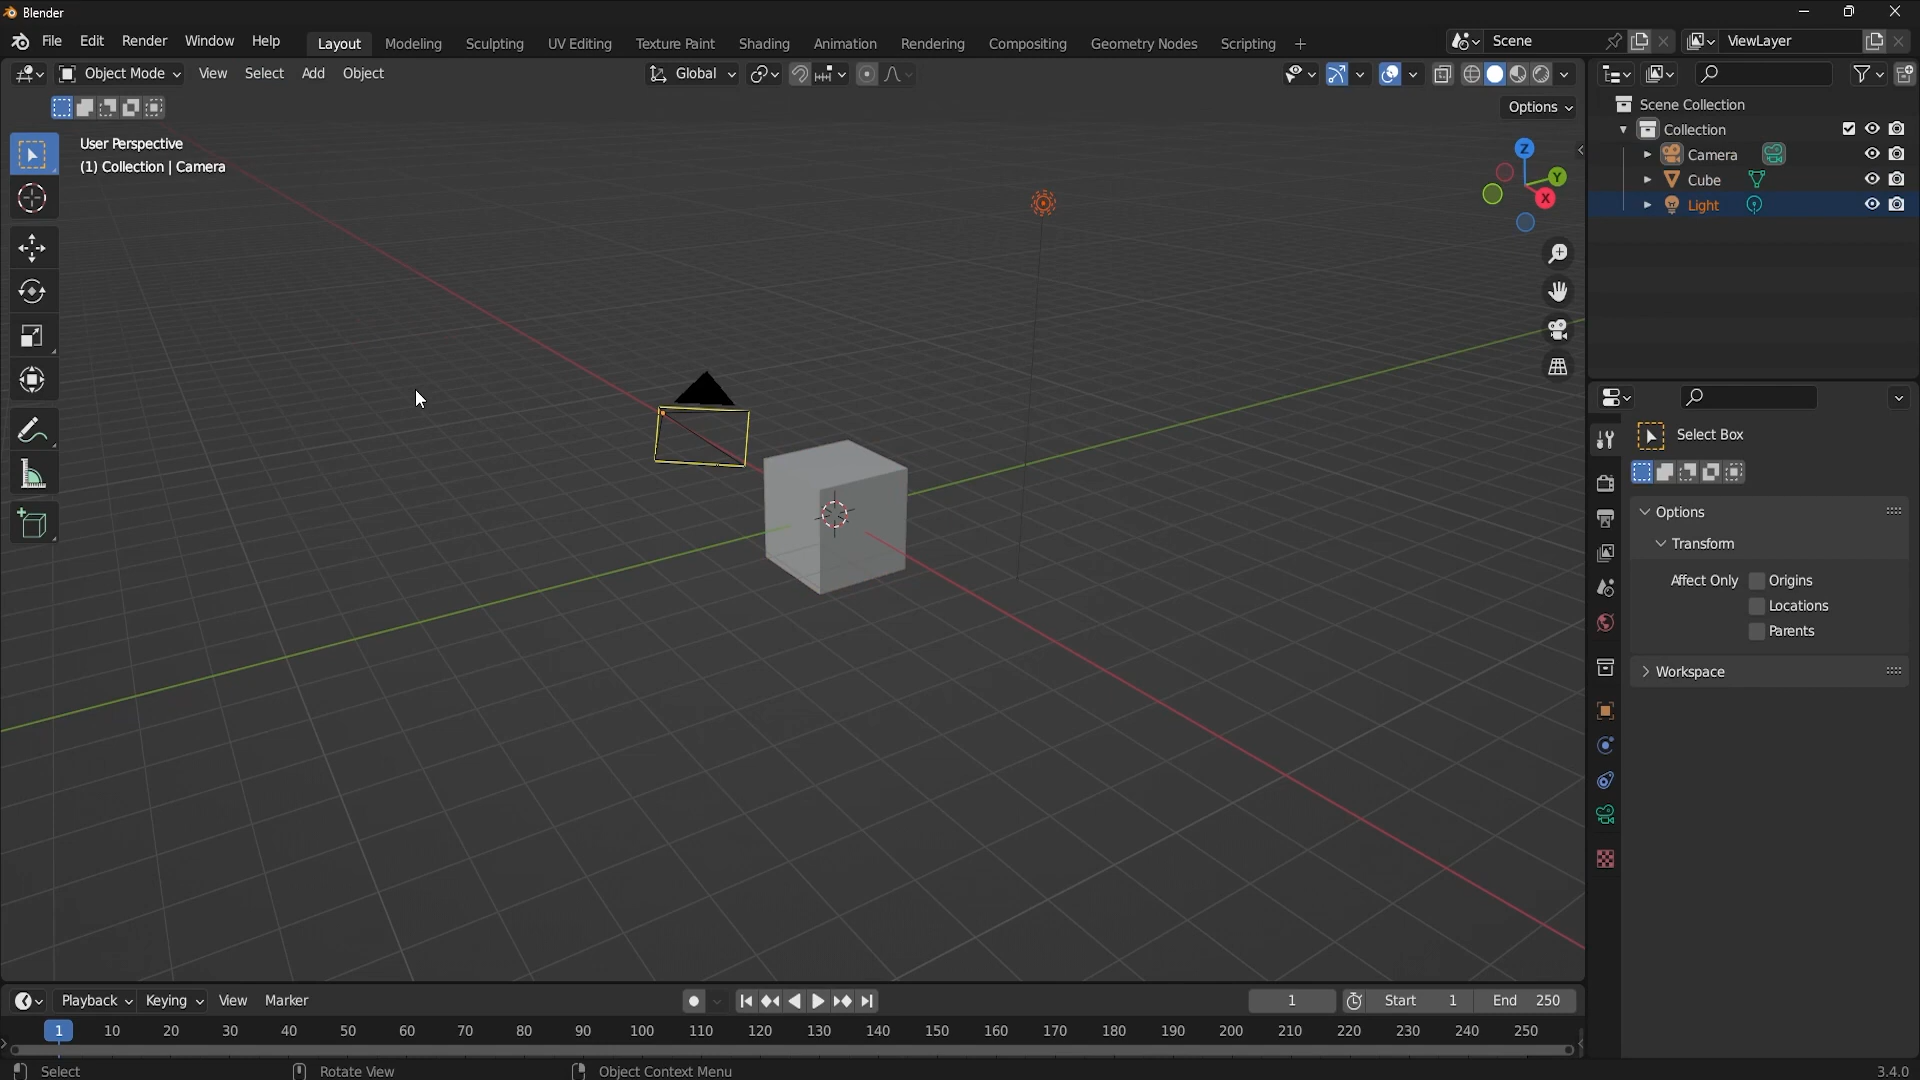 Blender
File Edit Render Window Help Layout Modeling Sculpting UV Editing Texture Paint Shading Animation Rendering Compositing Geometry Nodes Scripting + Scene ViewLayer
Object Mode View Select Add Object Global
Options
User Perspective
(1) Collection | Camera
Z
Y
X
Scene Collection
Collection
Camera
Cube
Light
Select Box
Options
Transform
Affect Only Origins
Locations
Parents
Workspace
Playback Keying View Marker 1 Start 1 End 250
1 10 20 30 40 50 60 70 80 90 100 110 120 130 140 150 160 170 180 190 200 210 220 230 240 250
Select Rotate View Object Context Menu 3.4.0